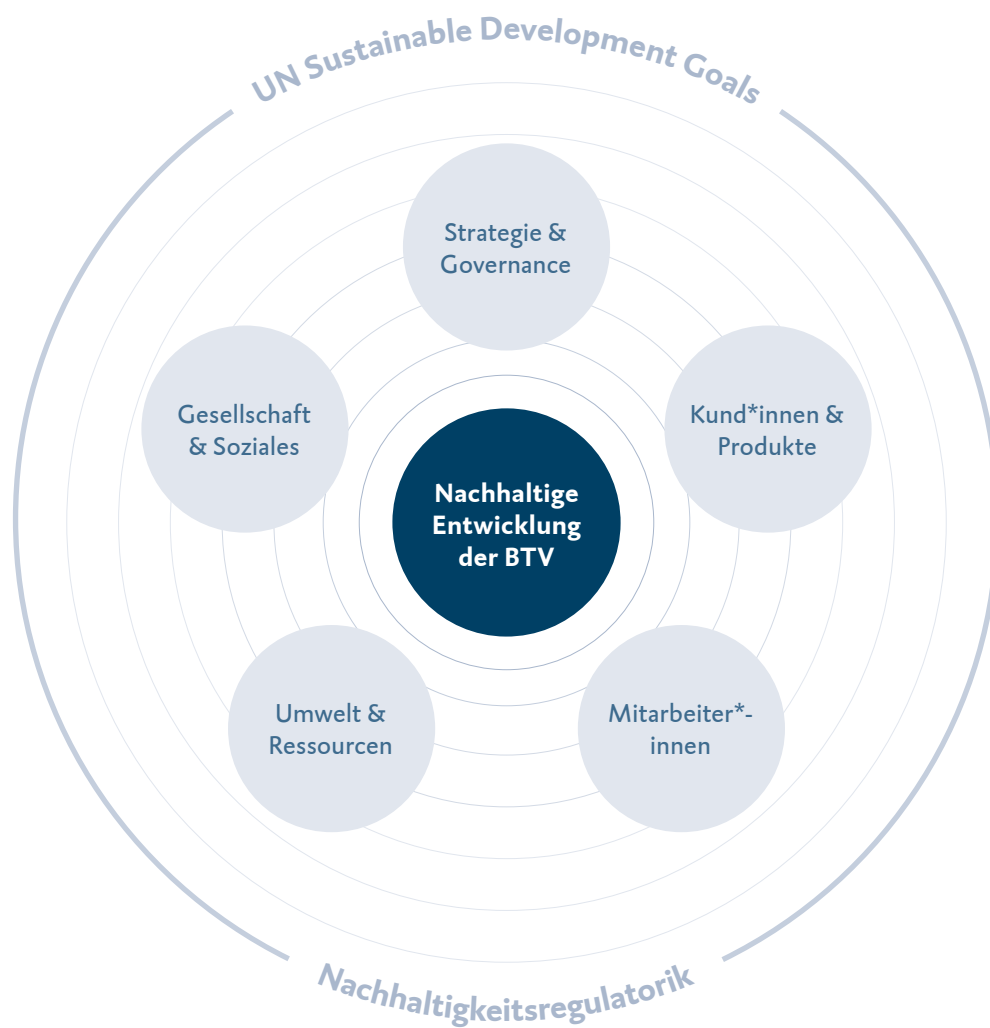 UN Sustainable Development Goals
Strategie &
Governance
Gesellschaft
& Soziales
Kund*innen &
Produkte
Nachhaltige
Entwicklung
der BTV
Umwelt &
Ressourcen
Mitarbeiter*-
innen
Nachhaltigkeitsregulatorik